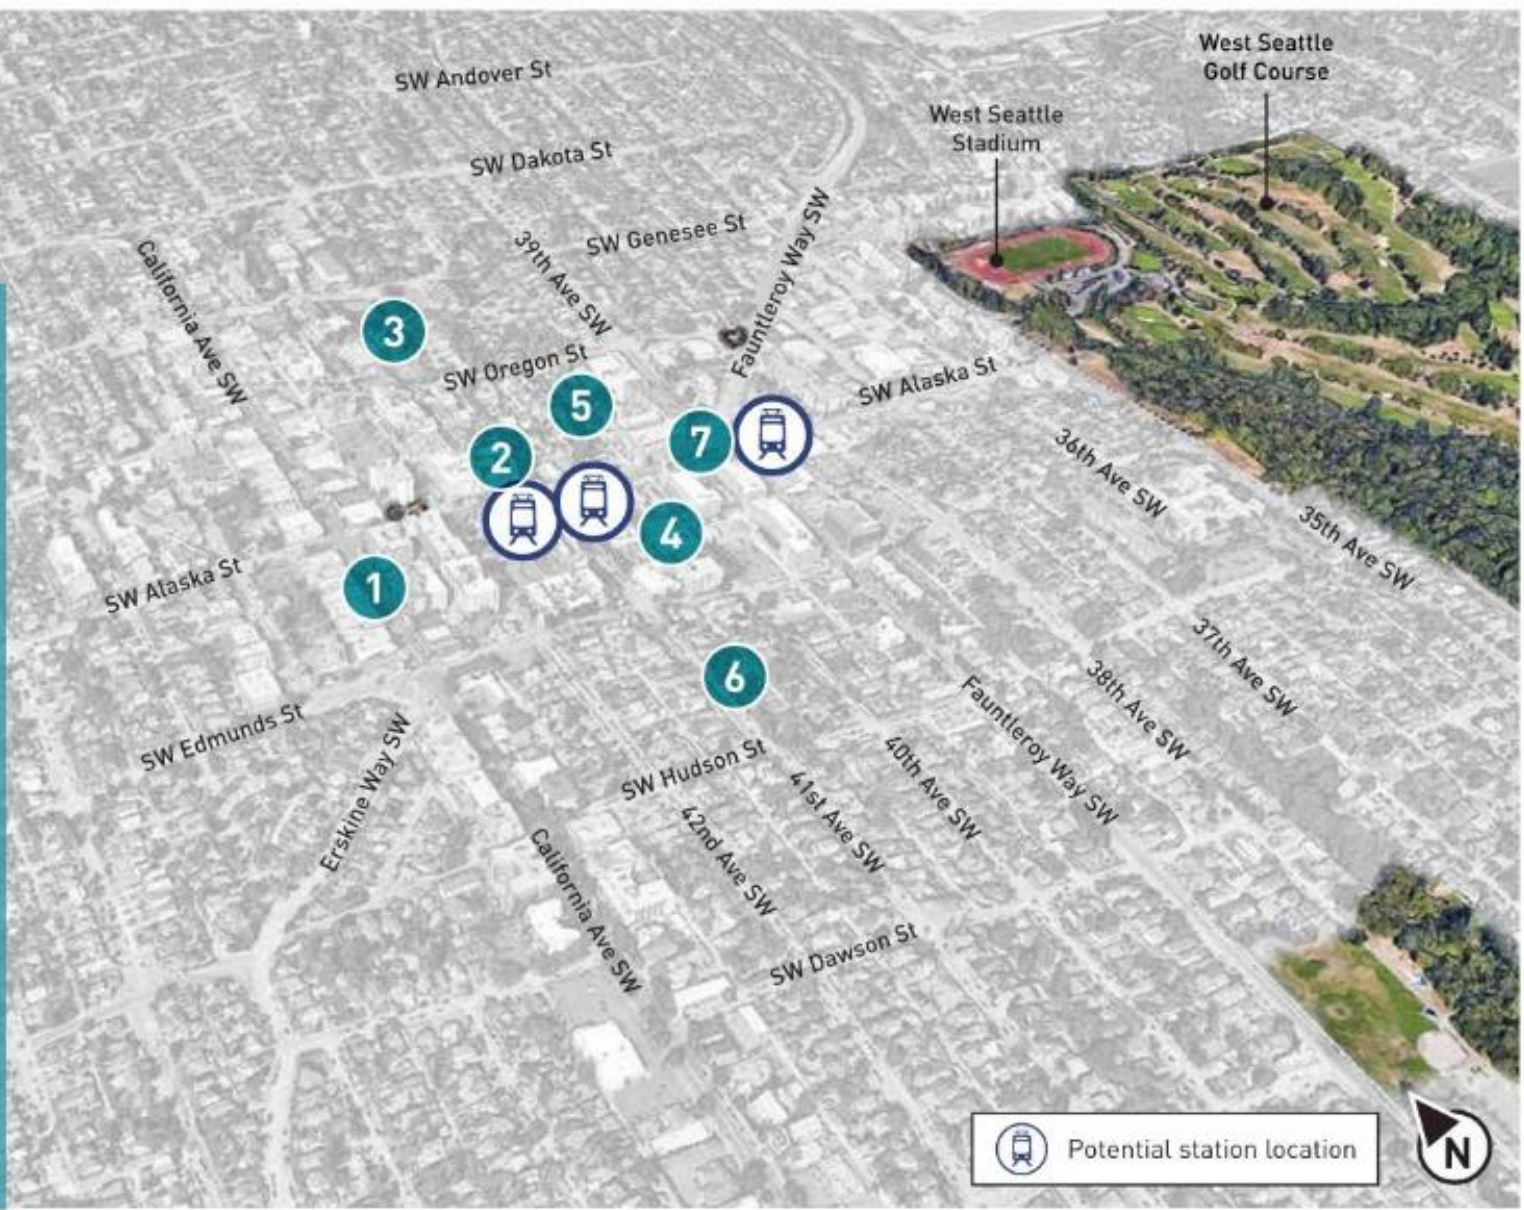 West Seattle
Golf Course
SW Andover St
West Seattle
Stadium
SW Dakota St
SW Genesee St
39th Ave SW
California Ave SW
Fauntleroy Way SW
3
SW Oregon St
SW Alaska St
5
7
2
36th Ave SW
4
35th Ave SW
SW Alaska St
1
6
37th Ave SW
38th Ave SW
Fauntleroy Way SW
SW Edmunds St
Erskine Way SW
SW Hudson St
40th Ave SW
41st Ave SW
42nd Ave SW
California Ave SW
SW Dawson St
Potential station location
N